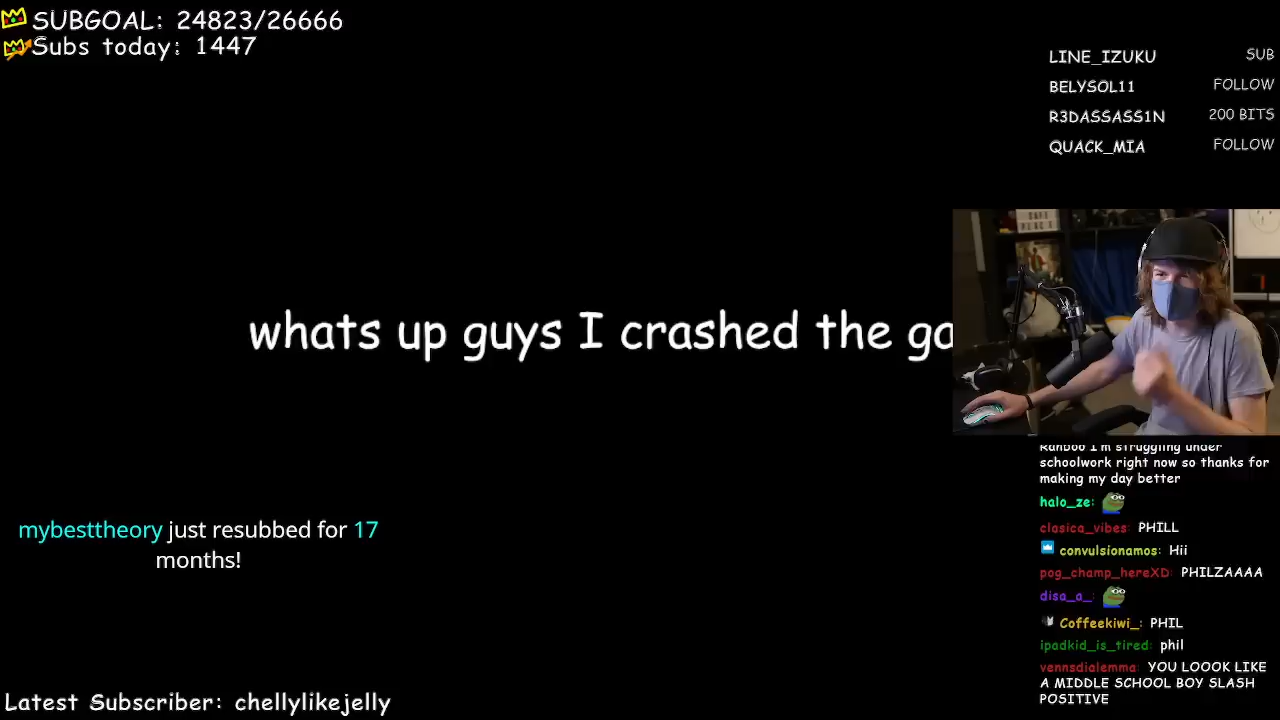 SUBGOAL: 24823/26666
Subs today: 1447
LINE_IZUKU SUB
BELYSOL11 FOLLOW
R3DASSASS1N 200 BITS
QUACK_MIA FOLLOW
whats up guys I crashed the ga
Ranboo I'm struggling under
schoolwork right now so thanks for
making my day better
halo_ze:
clasica_vibes: PHILL
convulsionamos: Hii
pog_champ_hereXD: PHILZAAAA
disa_a_:
Coffeekiwi_: PHIL
ipadkid_is_tired: phil
vennsdialemma: YOU LOOOK LIKE
A MIDDLE SCHOOL BOY SLASH
POSITIVE
mybesttheory just resubbed for 17
months!
Latest Subscriber: chellylikejelly